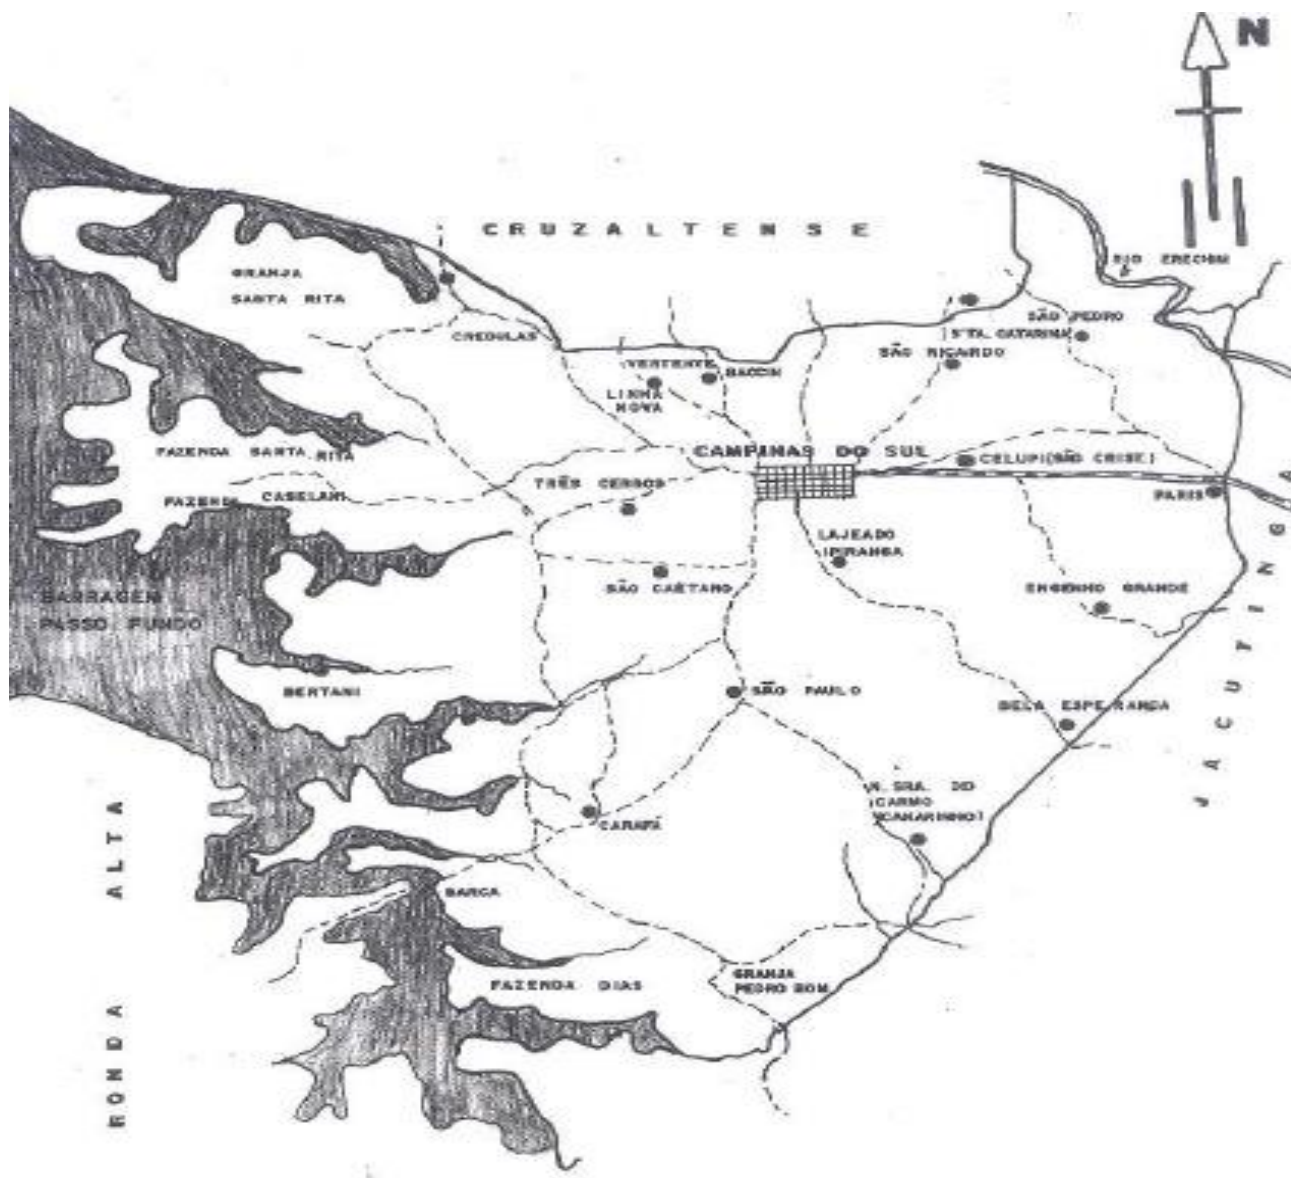 N
CRUZALTENSE
RIO ERECHIM
GRANJA
SANTA RITA
CREDULAS
SÃO PEDRO
STA. CATARINA
SÃO RICARDO
VERTENTE
BACCIN
LINHA
NOVA
CAMPINAS DO SUL
FAZENDA SANTA RITA
CELUPI (SÃO CRISE)
FAZENDA CASELANI
TRÊS CERROS
PARIS
LAJEADO
IPIRANGA
SÃO CAETANO
ENGENHO GRANDE
BARRAGEM
PASSO FUNDO
JACUTINGA
BERTANI
SÃO PAULO
BELA ESPERANÇA
N. SRA. DO
CARMO
(CANARINHO)
CARAFÁ
BARCA
RONDA ALTA
GRANJA
PEDRO BOM
FAZENDA DIAS